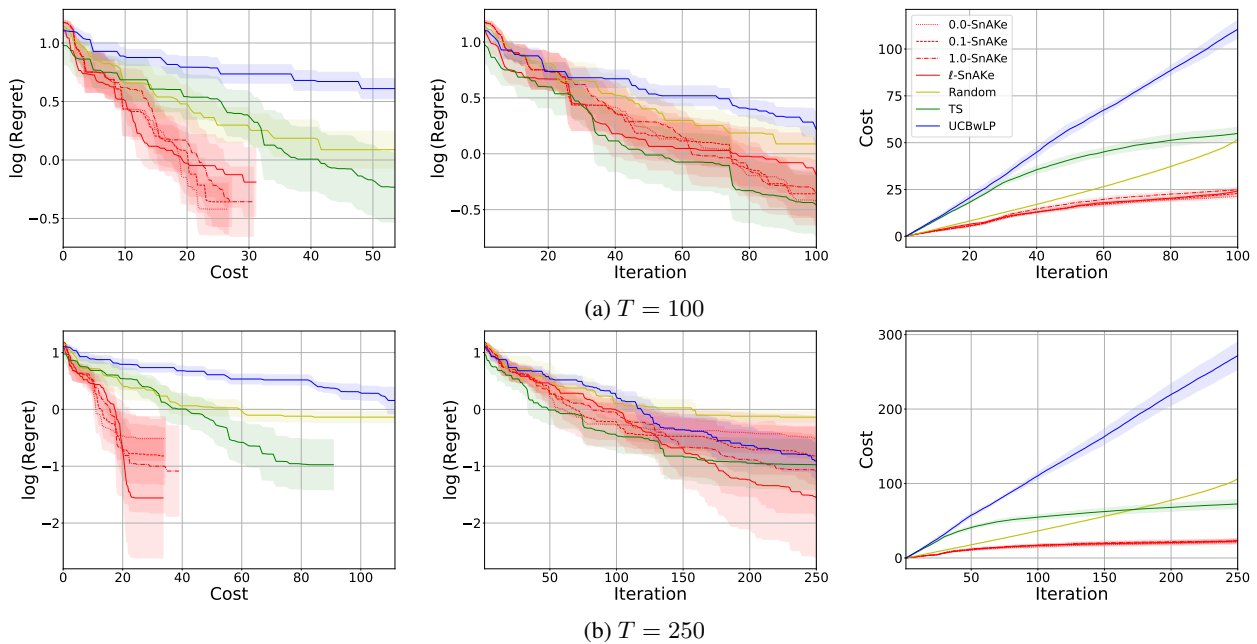 log (Regret)
1.0
0.5
0.0
−0.5
0 10 20 30 40 50
Cost
log (Regret)
1.0
0.5
0.0
−0.5
20 40 60 80 100
Iteration
Cost
100
75
50
25
0
20 40 60 80 100
Iteration
0.0-SnAKe
0.1-SnAKe
1.0-SnAKe
ℓ-SnAKe
Random
TS
UCBwLP
(a) T = 100
log (Regret)
1
0
−1
−2
0 20 40 60 80 100
Cost
log (Regret)
1
0
−1
−2
50 100 150 200 250
Iteration
Cost
300
200
100
0
50 100 150 200 250
Iteration
(b) T = 250